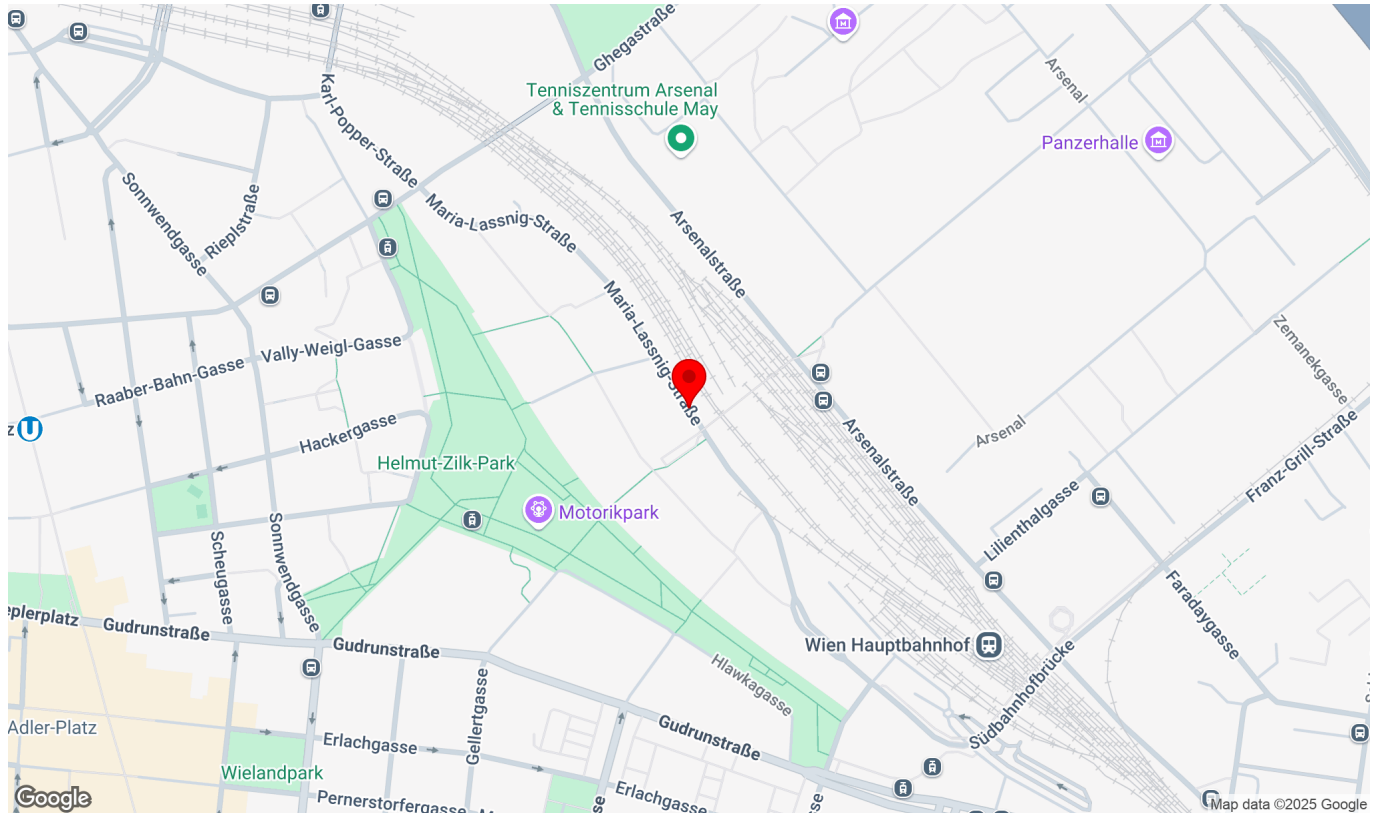 Ghegastraße
Arsenal
Tenniszentrum Arsenal
& Tennisschule May
Panzerhalle
Karl-Popper-Straße
Sonnwendgasse
Rieplstraße
Maria-Lassnig-Straße
Arsenalstraße
Maria-Lassnig-Straße
Zemanekgasse
Vally-Weigl-Gasse
Raaber-Bahn-Gasse
Hackergasse
Arsenal
Arsenalstraße
Franz-Grill-Straße
z U
Helmut-Zilk-Park
Motorikpark
Lilienthalgasse
Sonnwendgasse
Scheugasse
Faradaygasse
eplerplatz
Gudrunstraße
Gudrunstraße
Wien Hauptbahnhof
Hlawkagasse
Südbahnhofbrücke
Gellertgasse
Adler-Platz
Gudrunstraße
Erlachgasse
Wielandpark
Erlachgasse
Pernerstorfergasse
Google
Map data ©2025 Google